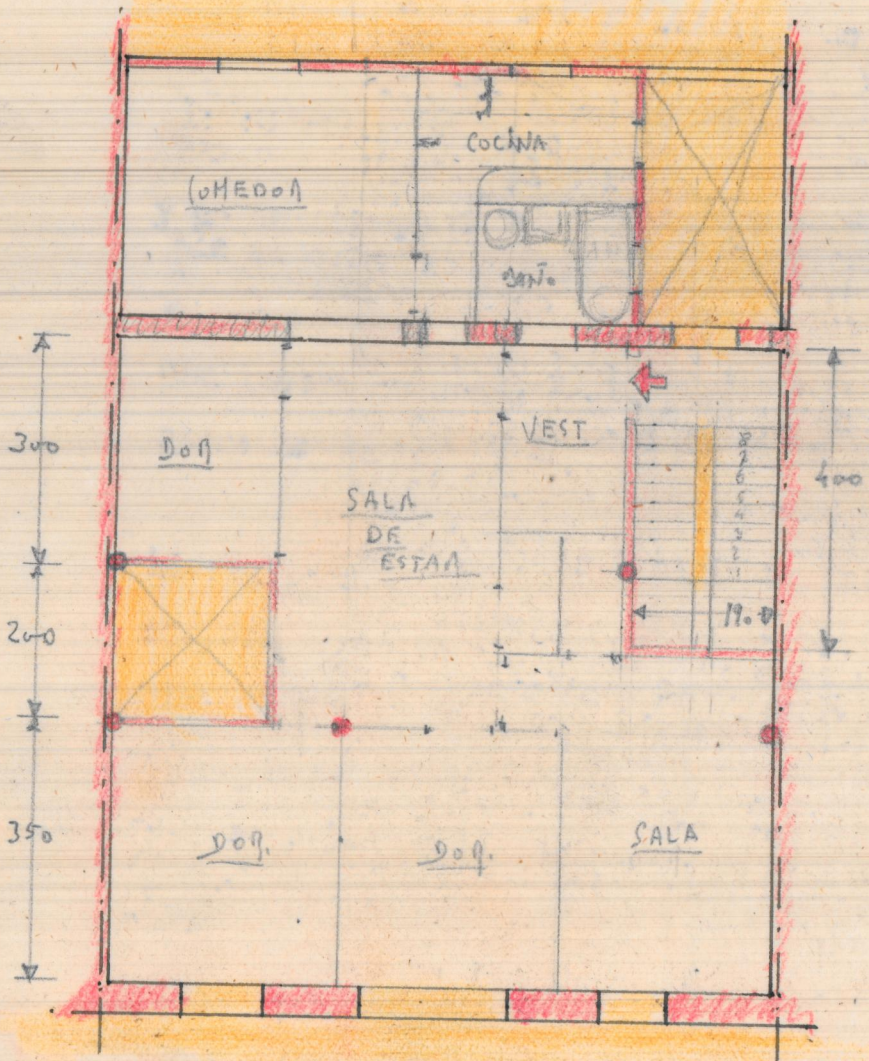 COCINA
COMEDOR
BAÑO
300
DOR
VEST
8
7
6
5
4
3
2
1
400
SALA
DE
ESTAR
200
190
350
DOR.
DOR.
SALA